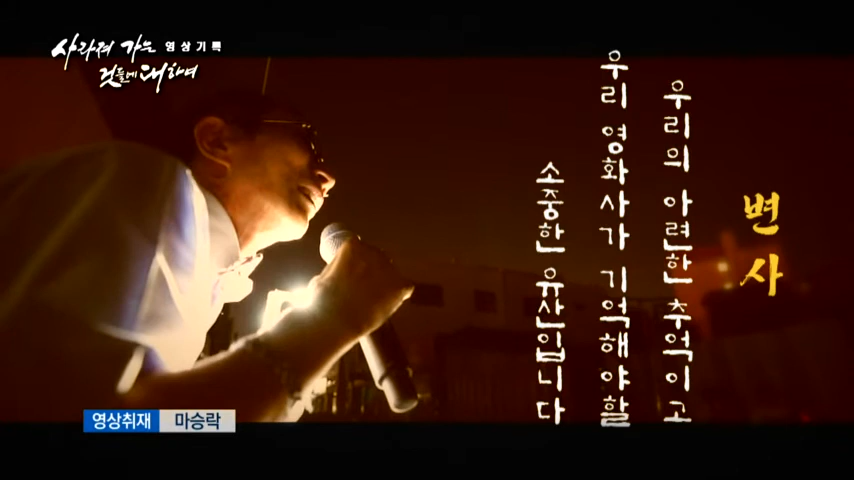 사라져 가는 영상기록
것들에 대하여
변사
우리의 아련한 추억이고
우리 영화사가 기억해야할
소중한 유산입니다
영상취재 마승락